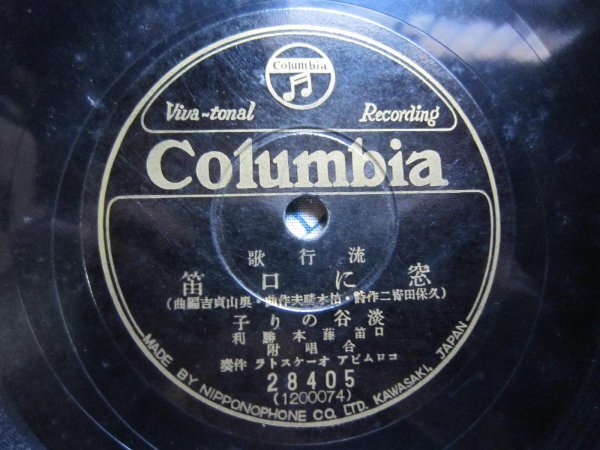 Columbia
Viva-tonal Recording
Columbia
流行歌
窓に口笛
(久保田宵二作詩・勝夫作曲・奥山貞吉編曲)
淡谷のり子
口笛 藤本勝利
合唱附
コロムビア オーケストラ 伴奏
28405
(1200074)
MADE BY NIPPONOPHONE CO. LTD. KAWASAKI, JAPAN